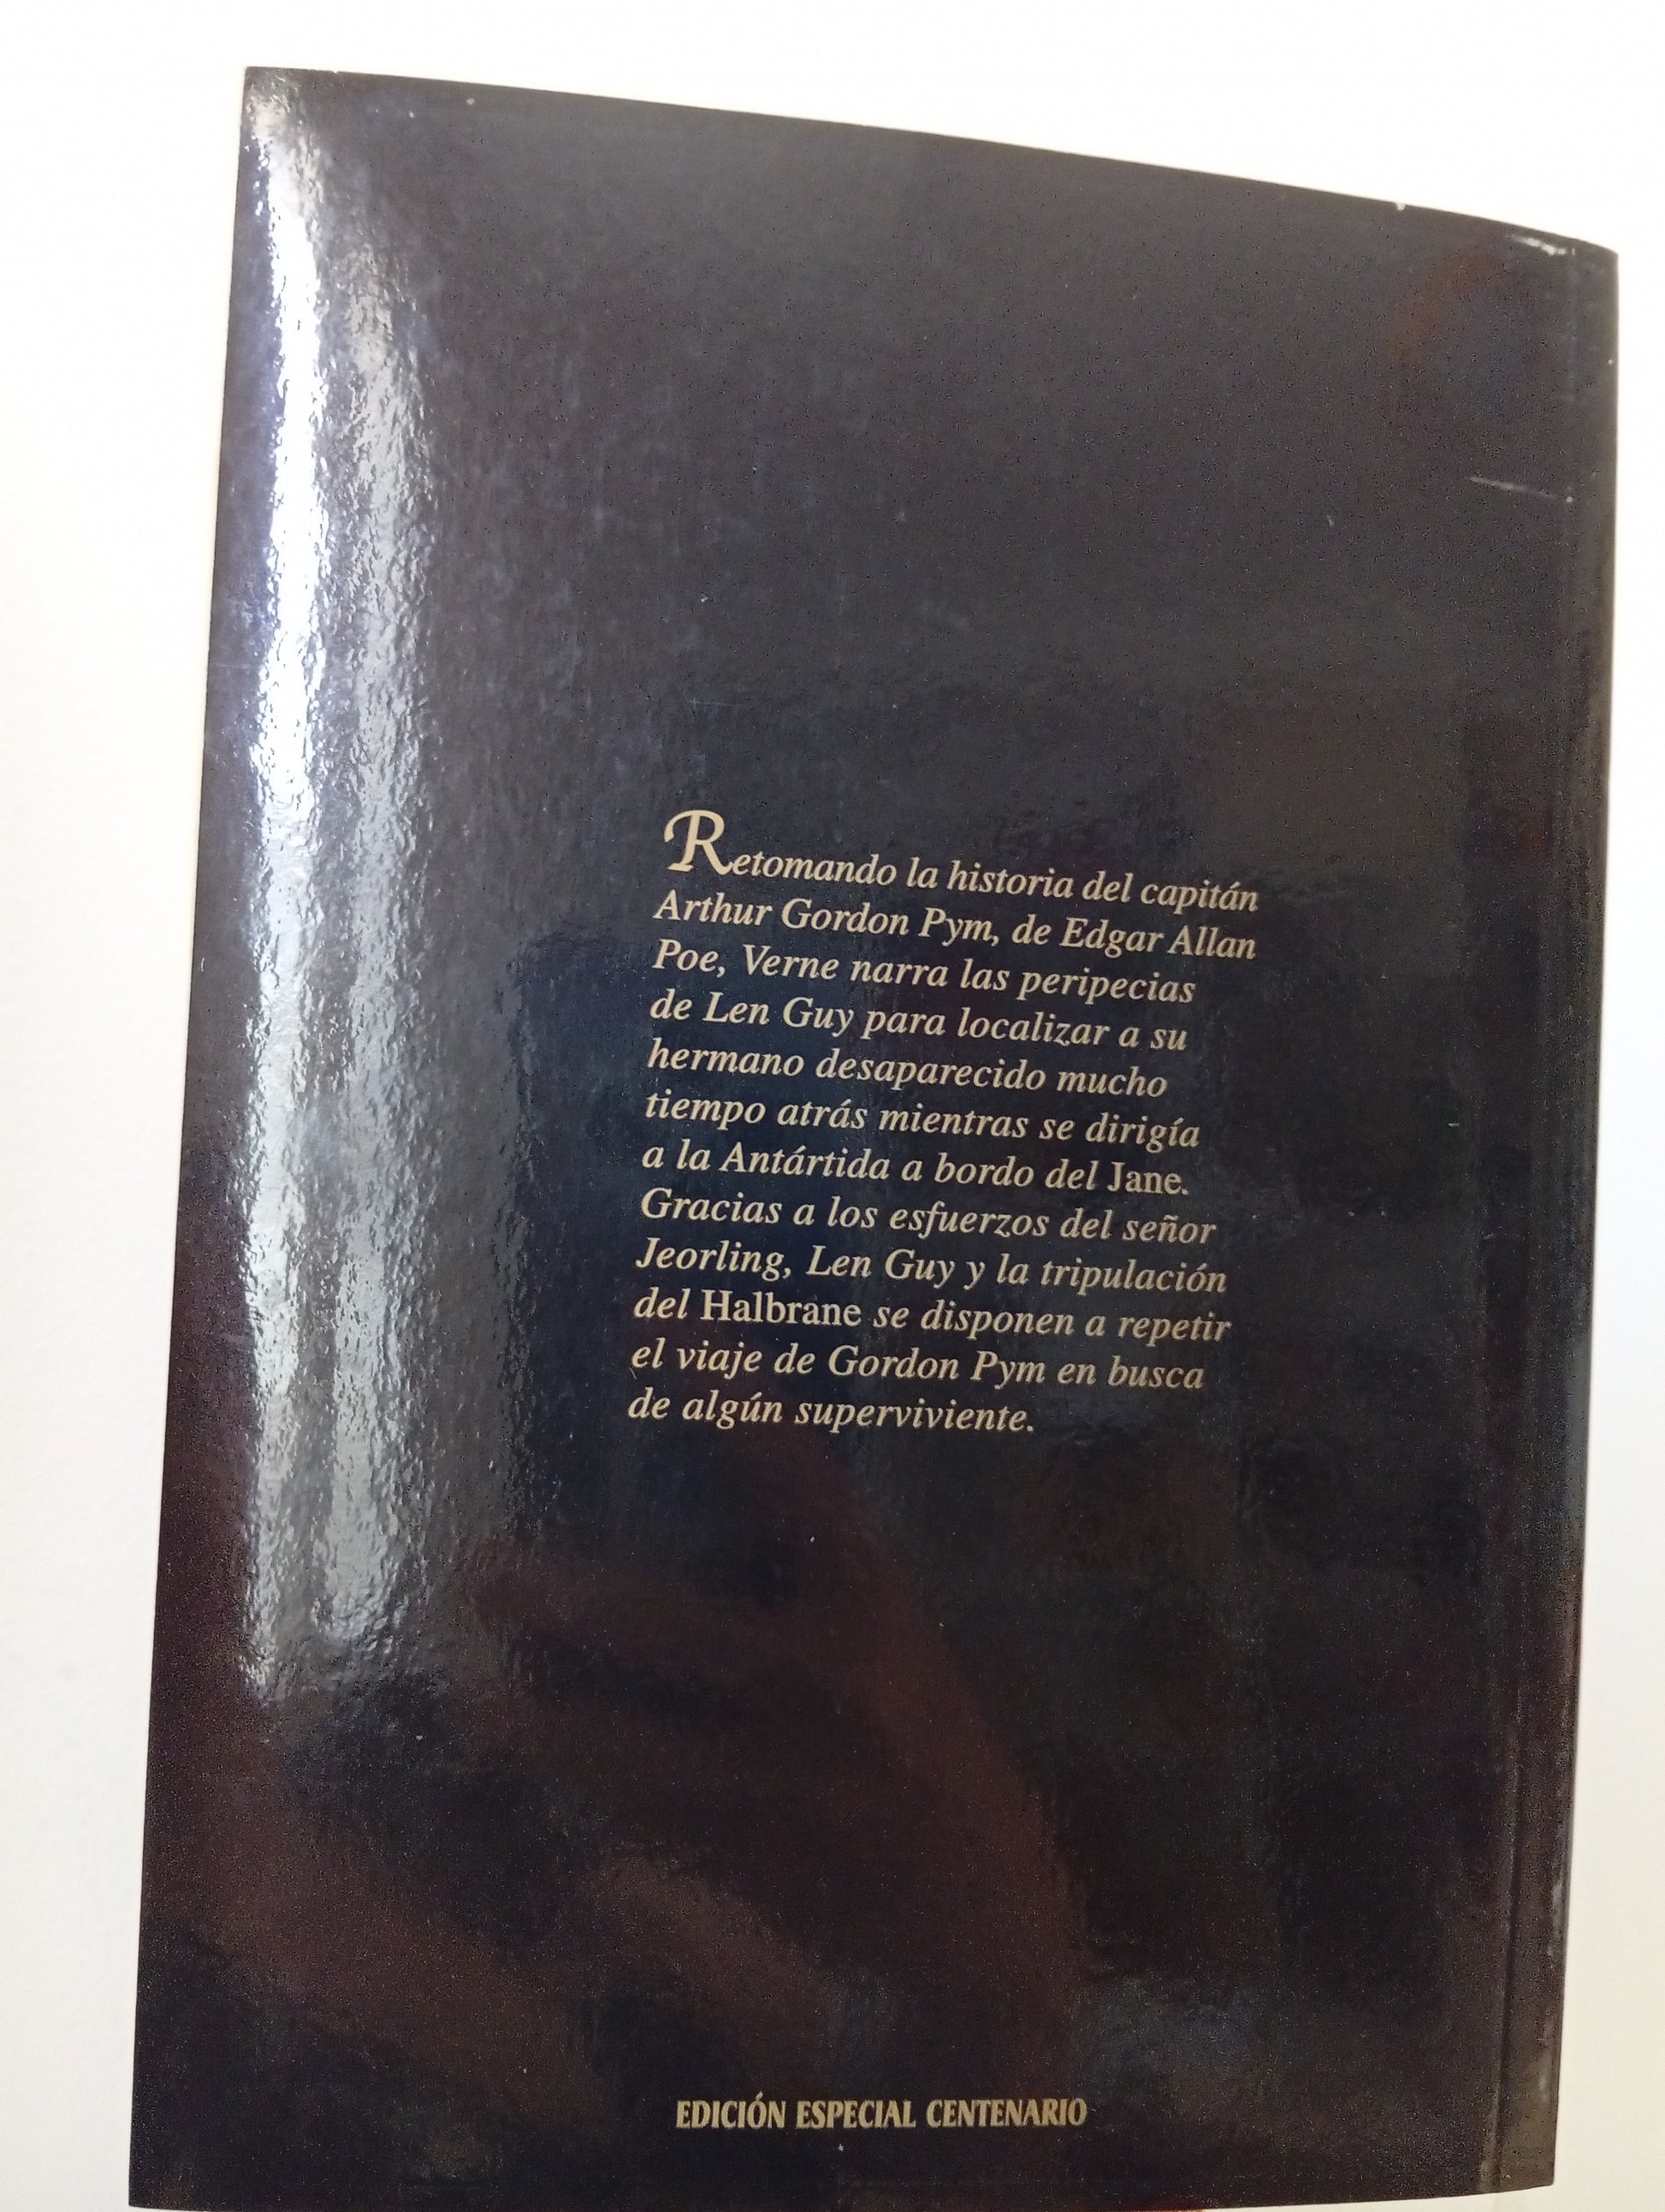 Retomando la historia del capitán
Arthur Gordon Pym, de Edgar Allan
Poe, Verne narra las peripecias
de Len Guy para localizar a su
hermano desaparecido mucho
tiempo atrás mientras se dirigía
a la Antártida a bordo del Jane.
Gracias a los esfuerzos del señor
Jeorling, Len Guy y la tripulación
del Halbrane se disponen a repetir
el viaje de Gordon Pym en busca
de algún superviviente.
EDICIÓN ESPECIAL CENTENARIO